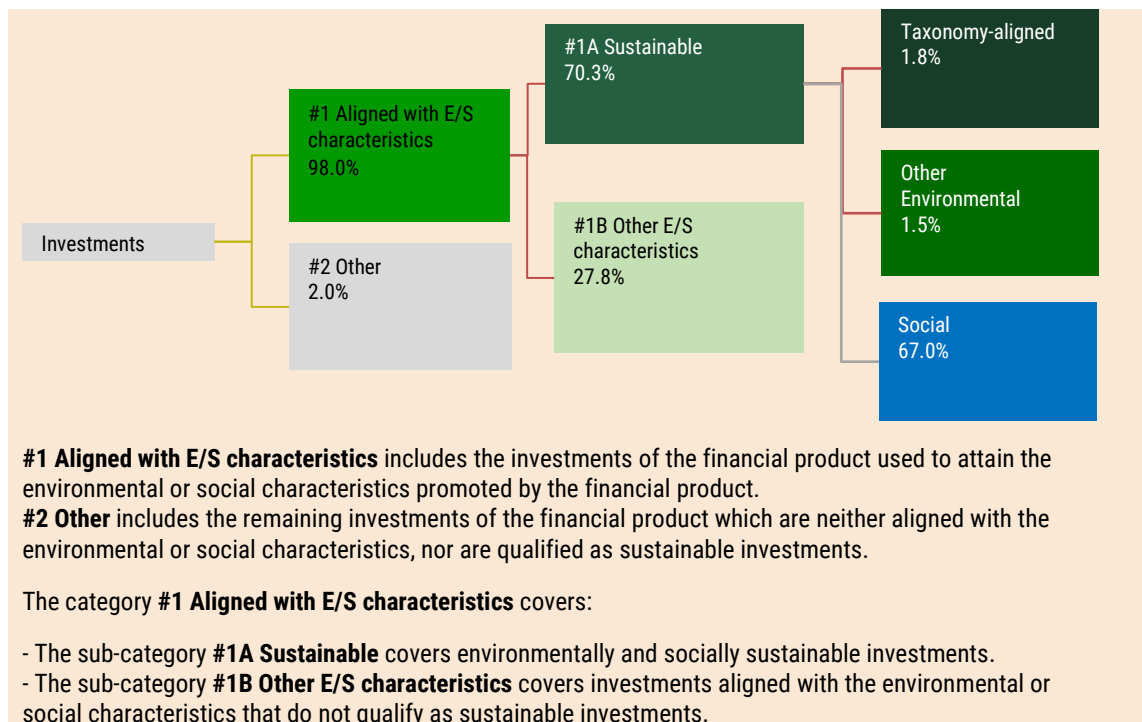 Investments
#1 Aligned with E/S
characteristics
98.0%
#2 Other
2.0%
#1A Sustainable
70.3%
#1B Other E/S
characteristics
27.8%
Taxonomy-aligned
1.8%
Other
Environmental
1.5%
Social
67.0%
#1 Aligned with E/S characteristics includes the investments of the financial product used to attain the
environmental or social characteristics promoted by the financial product.
#2 Other includes the remaining investments of the financial product which are neither aligned with the
environmental or social characteristics, nor are qualified as sustainable investments.
The category #1 Aligned with E/S characteristics covers:
- The sub-category #1A Sustainable covers environmentally and socially sustainable investments.
- The sub-category #1B Other E/S characteristics covers investments aligned with the environmental or
social characteristics that do not qualify as sustainable investments.